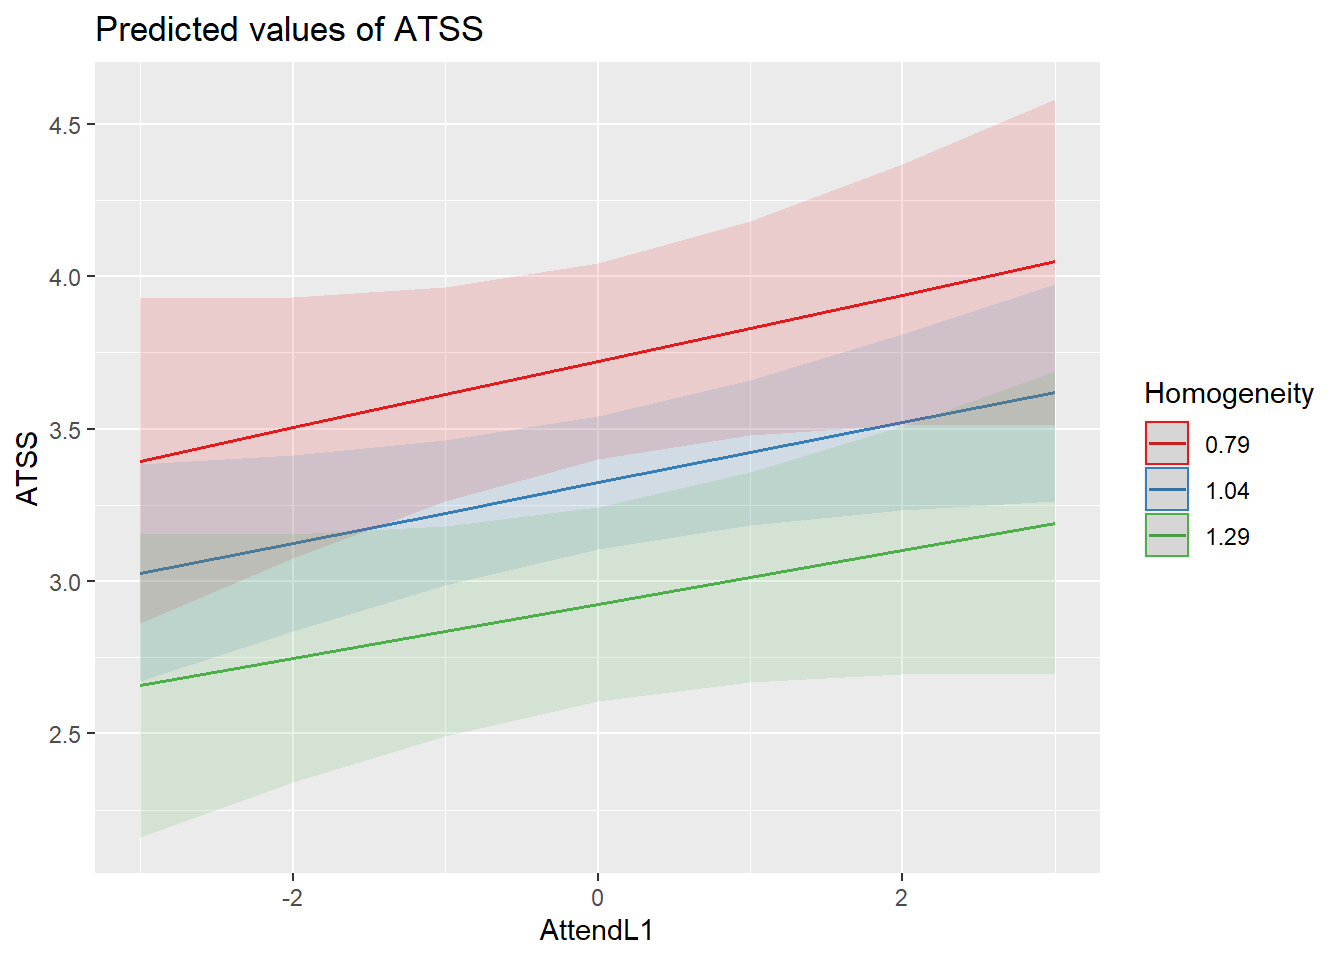 Predicted values of ATSS
4.5
4.0
3.5
3.0
2.5
ATSS
-2
0
2
AttendL1
Homogeneity
0.79
1.04
1.29